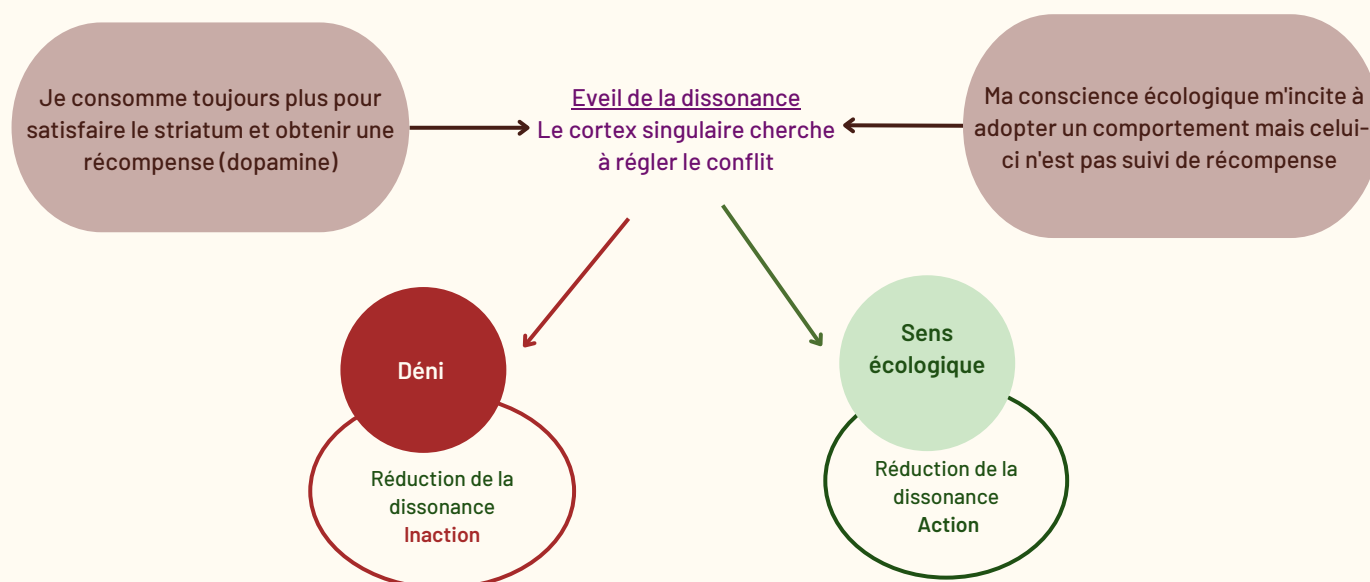 Je consomme toujours plus pour
satisfaire le striatum et obtenir une
récompense (dopamine)
Eveil de la dissonance
Le cortex singulaire cherche
à régler le conflit
Ma conscience écologique m'incite à
adopter un comportement mais celui-
ci n'est pas suivi de récompense
Déni
Réduction de la
dissonance
Inaction
Sens
écologique
Réduction de la
dissonance
Action